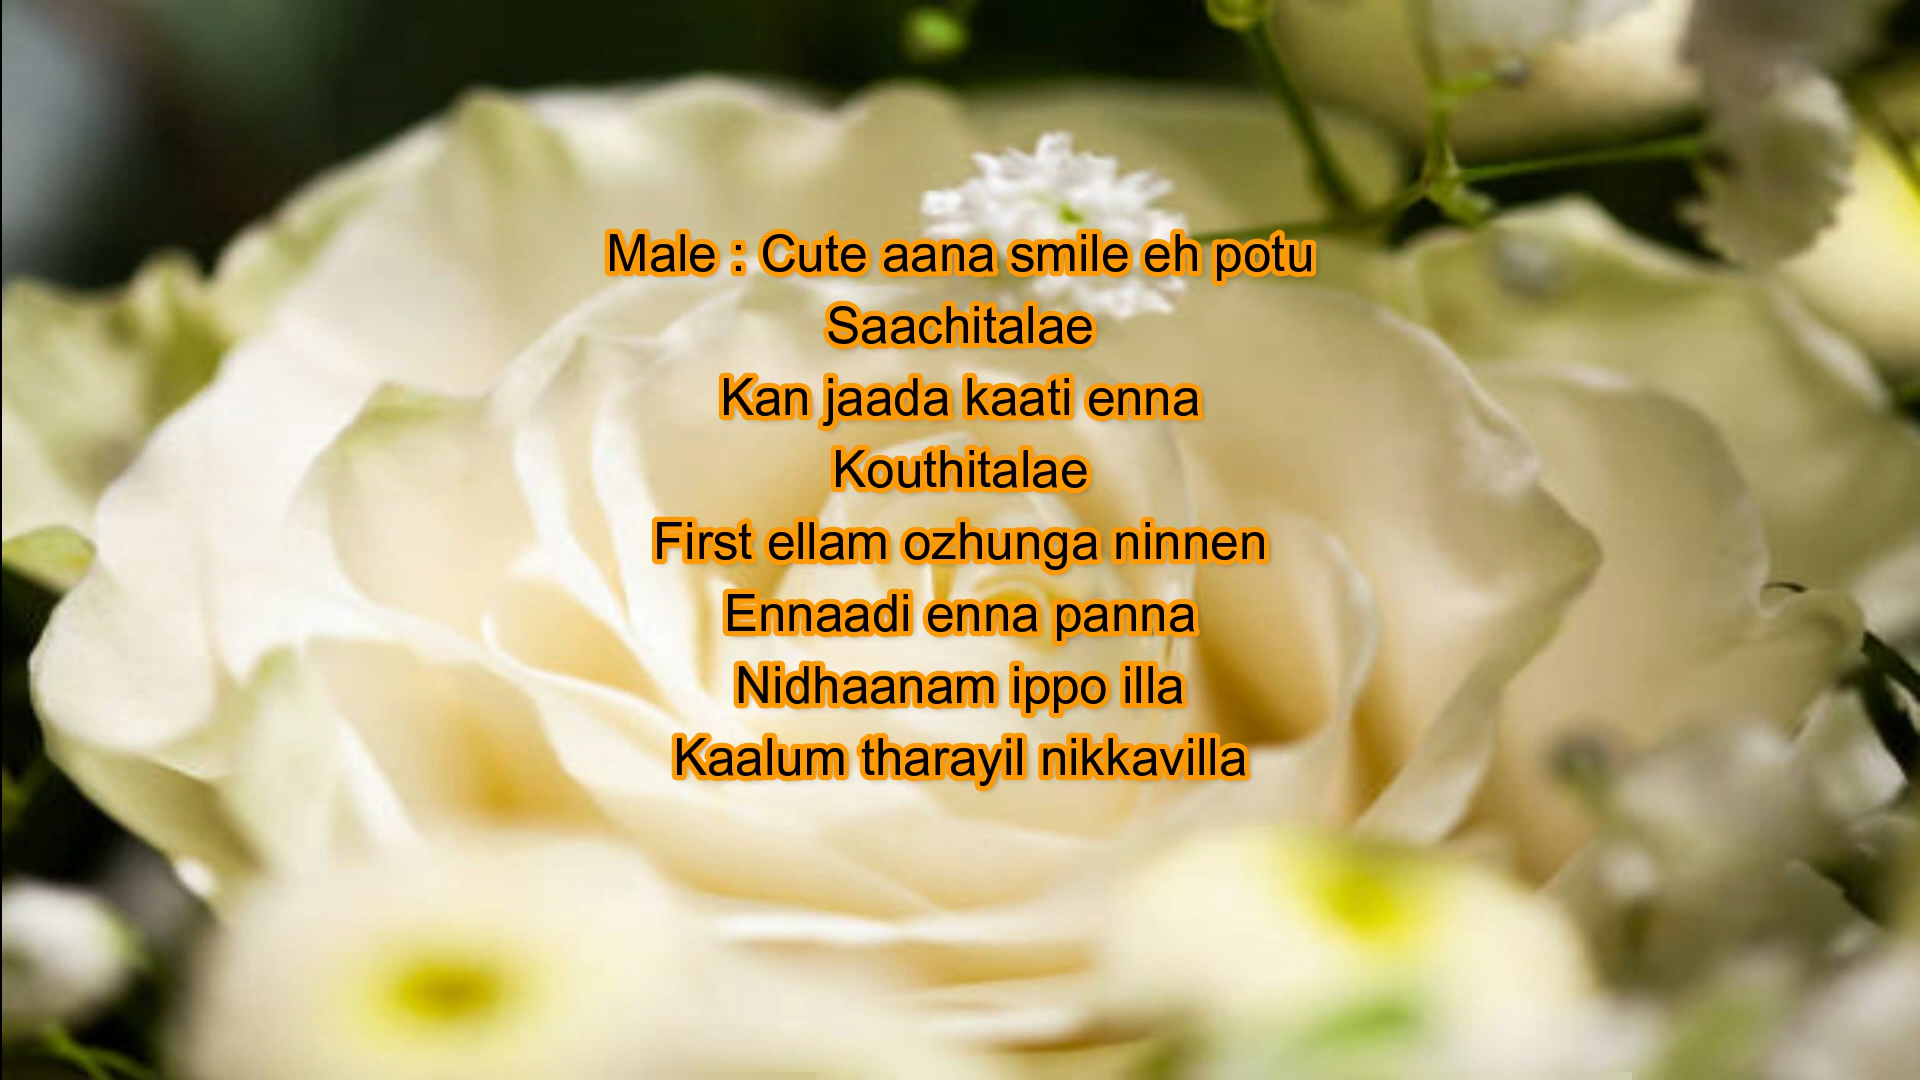 Male : Cute aana smile eh potu
Saachitalae
Kan jaada kaati enna
Kouthitalae
First ellam ozhunga ninnen
Ennaadi enna panna
Nidhaanam ippo illa
Kaalum tharayil nikkavilla